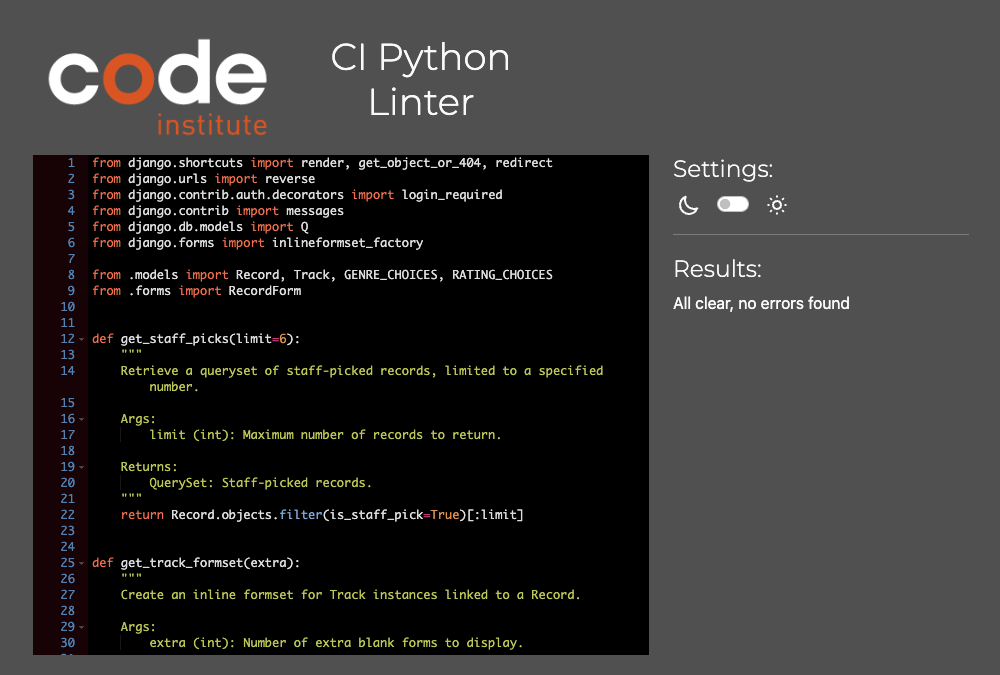 code
institute
CI Python
Linter
1 from django.shortcuts import render, get_object_or_404, redirect
2 from django.urls import reverse
3 from django.contrib.auth.decorators import login_required
4 from django.contrib import messages
5 from django.db.models import Q
6 from django.forms import inlineformset_factory
7
8 from .models import Record, Track, GENRE_CHOICES, RATING_CHOICES
9 from .forms import RecordForm
10
11
12 def get_staff_picks(limit=6):
13     """
14     Retrieve a queryset of staff-picked records, limited to a specified
        number.
15
16     Args:
17         limit (int): Maximum number of records to return.
18
19     Returns:
20         QuerySet: Staff-picked records.
21     """
22     return Record.objects.filter(is_staff_pick=True)[:limit]
23
24
25 def get_track_formset(extra):
26     """
27     Create an inline formset for Track instances linked to a Record.
28
29     Args:
30         extra (int): Number of extra blank forms to display.
Settings:
Results:
All clear, no errors found